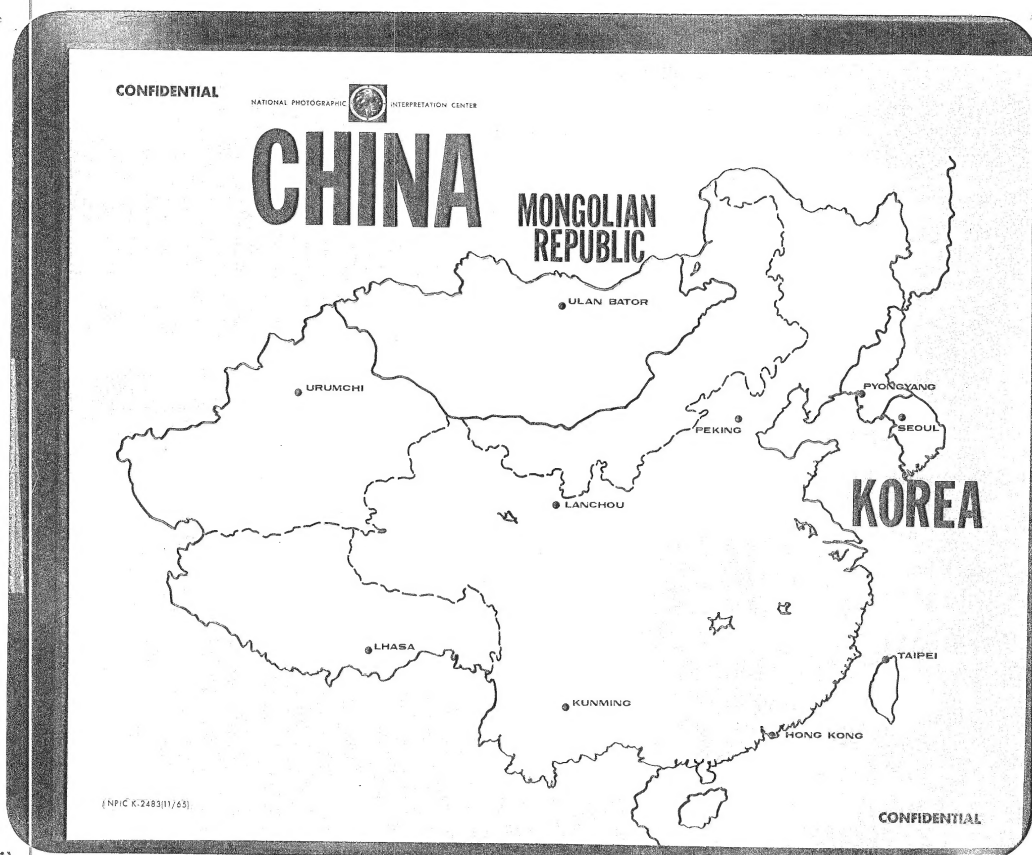 CONFIDENTIAL
NATIONAL PHOTOGRAPHIC INTERPRETATION CENTER
CHINA
MONGOLIAN
REPUBLIC
ULAN BATOR
URUMCHI
PYONGYANG
PEKING
SEOUL
KOREA
LANCHOU
LHASA
TAIPEI
KUNMING
HONG KONG
NPIC K-2483(11/65)
CONFIDENTIAL